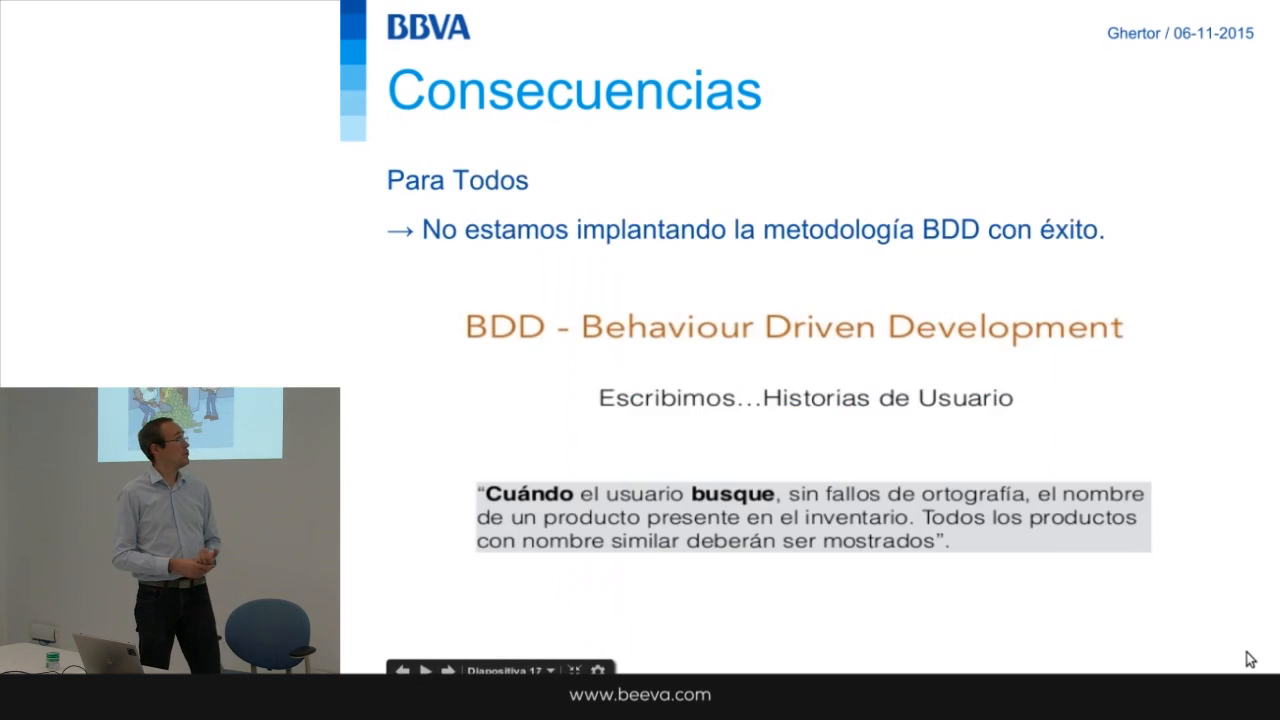 BBVA
Ghertor / 06-11-2015
Consecuencias
Para Todos
→ No estamos implantando la metodología BDD con éxito.
BDD - Behaviour Driven Development
Escribimos...Historias de Usuario
“Cuándo el usuario busque, sin fallos de ortografía, el nombre
de un producto presente en el inventario. Todos los productos
con nombre similar deberán ser mostrados”.
Diapositiva 17
www.beeva.com